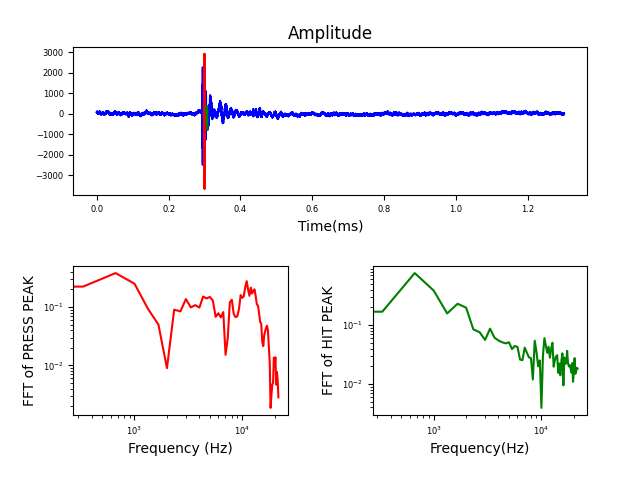 Amplitude
3000
2000
1000
0
−1000
−2000
−3000
0.0 0.2 0.4 0.6 0.8 1.0 1.2
Time(ms)
FFT of PRESS PEAK
10⁻¹
10⁻²
10³ 10⁴
Frequency (Hz)
FFT of HIT PEAK
10⁻¹
10⁻²
10³ 10⁴
Frequency(Hz)